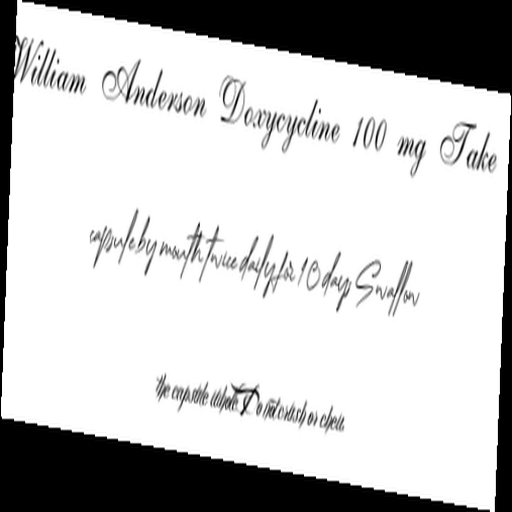 William Anderson Doxycycline 100 mg Take
capsule by mouth twice daily for 10 days Swallow
the capsule whole. Do not crush or chew.